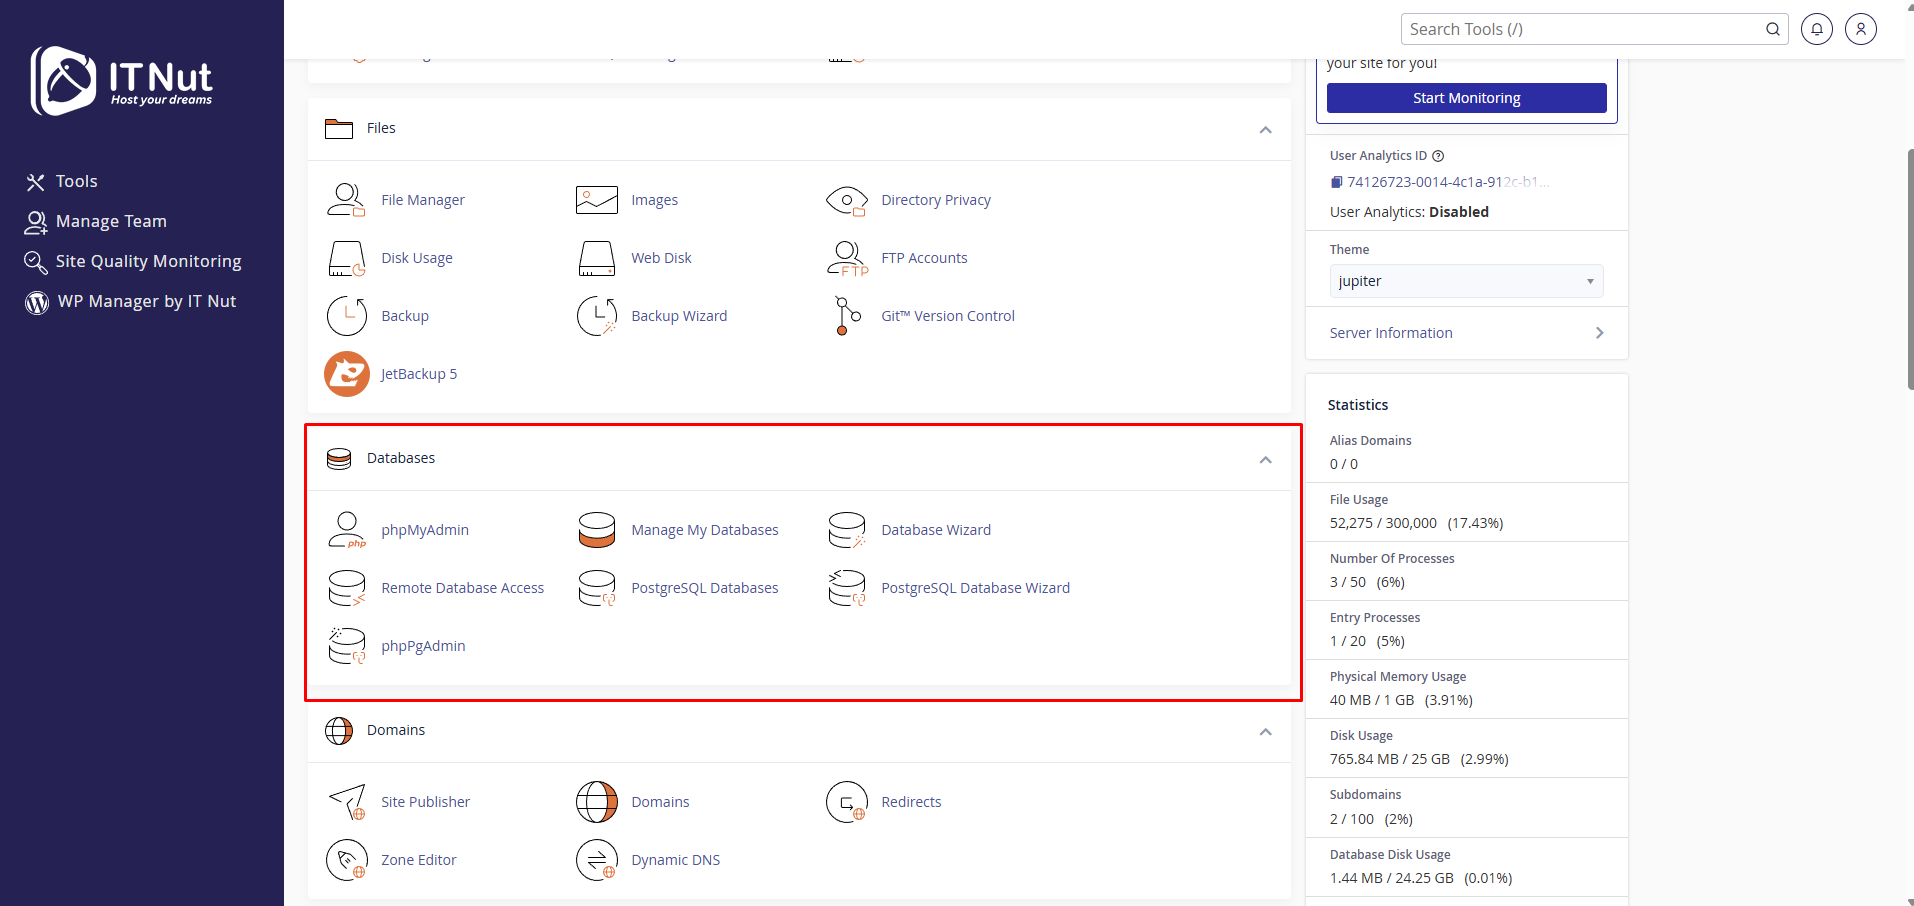 IT Nut
Host your dreams
Tools
Manage Team
Site Quality Monitoring
WP Manager by IT Nut
Search Tools (/)
Files
File Manager
Images
Directory Privacy
Disk Usage
Web Disk
FTP
FTP Accounts
Backup
Backup Wizard
Git™ Version Control
JetBackup 5
Databases
php
phpMyAdmin
Manage My Databases
Database Wizard
Remote Database Access
PostgreSQL Databases
PostgreSQL Database Wizard
phpPgAdmin
Domains
Site Publisher
Domains
Redirects
Zone Editor
Dynamic DNS
your site for you!
Start Monitoring
User Analytics ID
74126723-0014-4c1a-912c-b1...
User Analytics: Disabled
Theme
jupiter
Server Information
Statistics
Alias Domains
0 / 0
File Usage
52,275 / 300,000 (17.43%)
Number Of Processes
3 / 50 (6%)
Entry Processes
1 / 20 (5%)
Physical Memory Usage
40 MB / 1 GB (3.91%)
Disk Usage
765.84 MB / 25 GB (2.99%)
Subdomains
2 / 100 (2%)
Database Disk Usage
1.44 MB / 24.25 GB (0.01%)